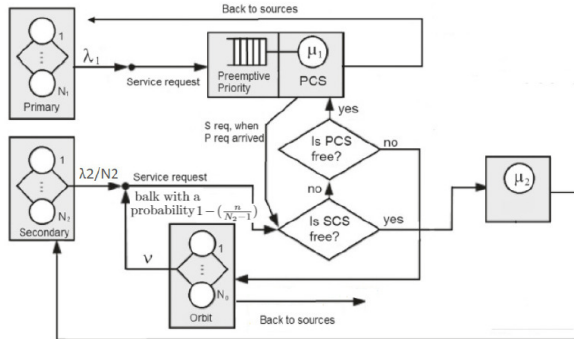 Back to sources
1
λ₁
N₁
Primary
Service request
Preemptive
Priority
μ₁
PCS
S req, when
P req arrived
yes
Is PCS
free?
no
1
λ2/N2
N₂
Secondary
Service request
balk with a
probability 1 − (n/(N₂−1))
no
Is SCS
free?
yes
μ₂
ν
1
N₃
Orbit
Back to sources